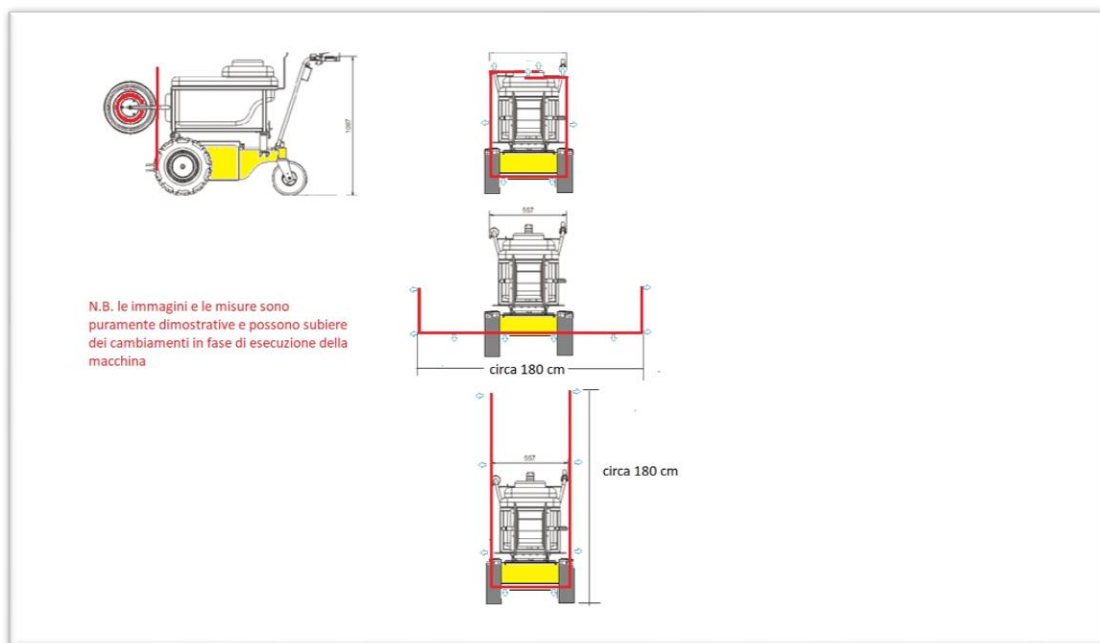 557
N.B. le immagini e le misure sono
puramente dimostrative e possono subiere
dei cambiamenti in fase di esecuzione della
macchina
circa 180 cm
557
circa 180 cm